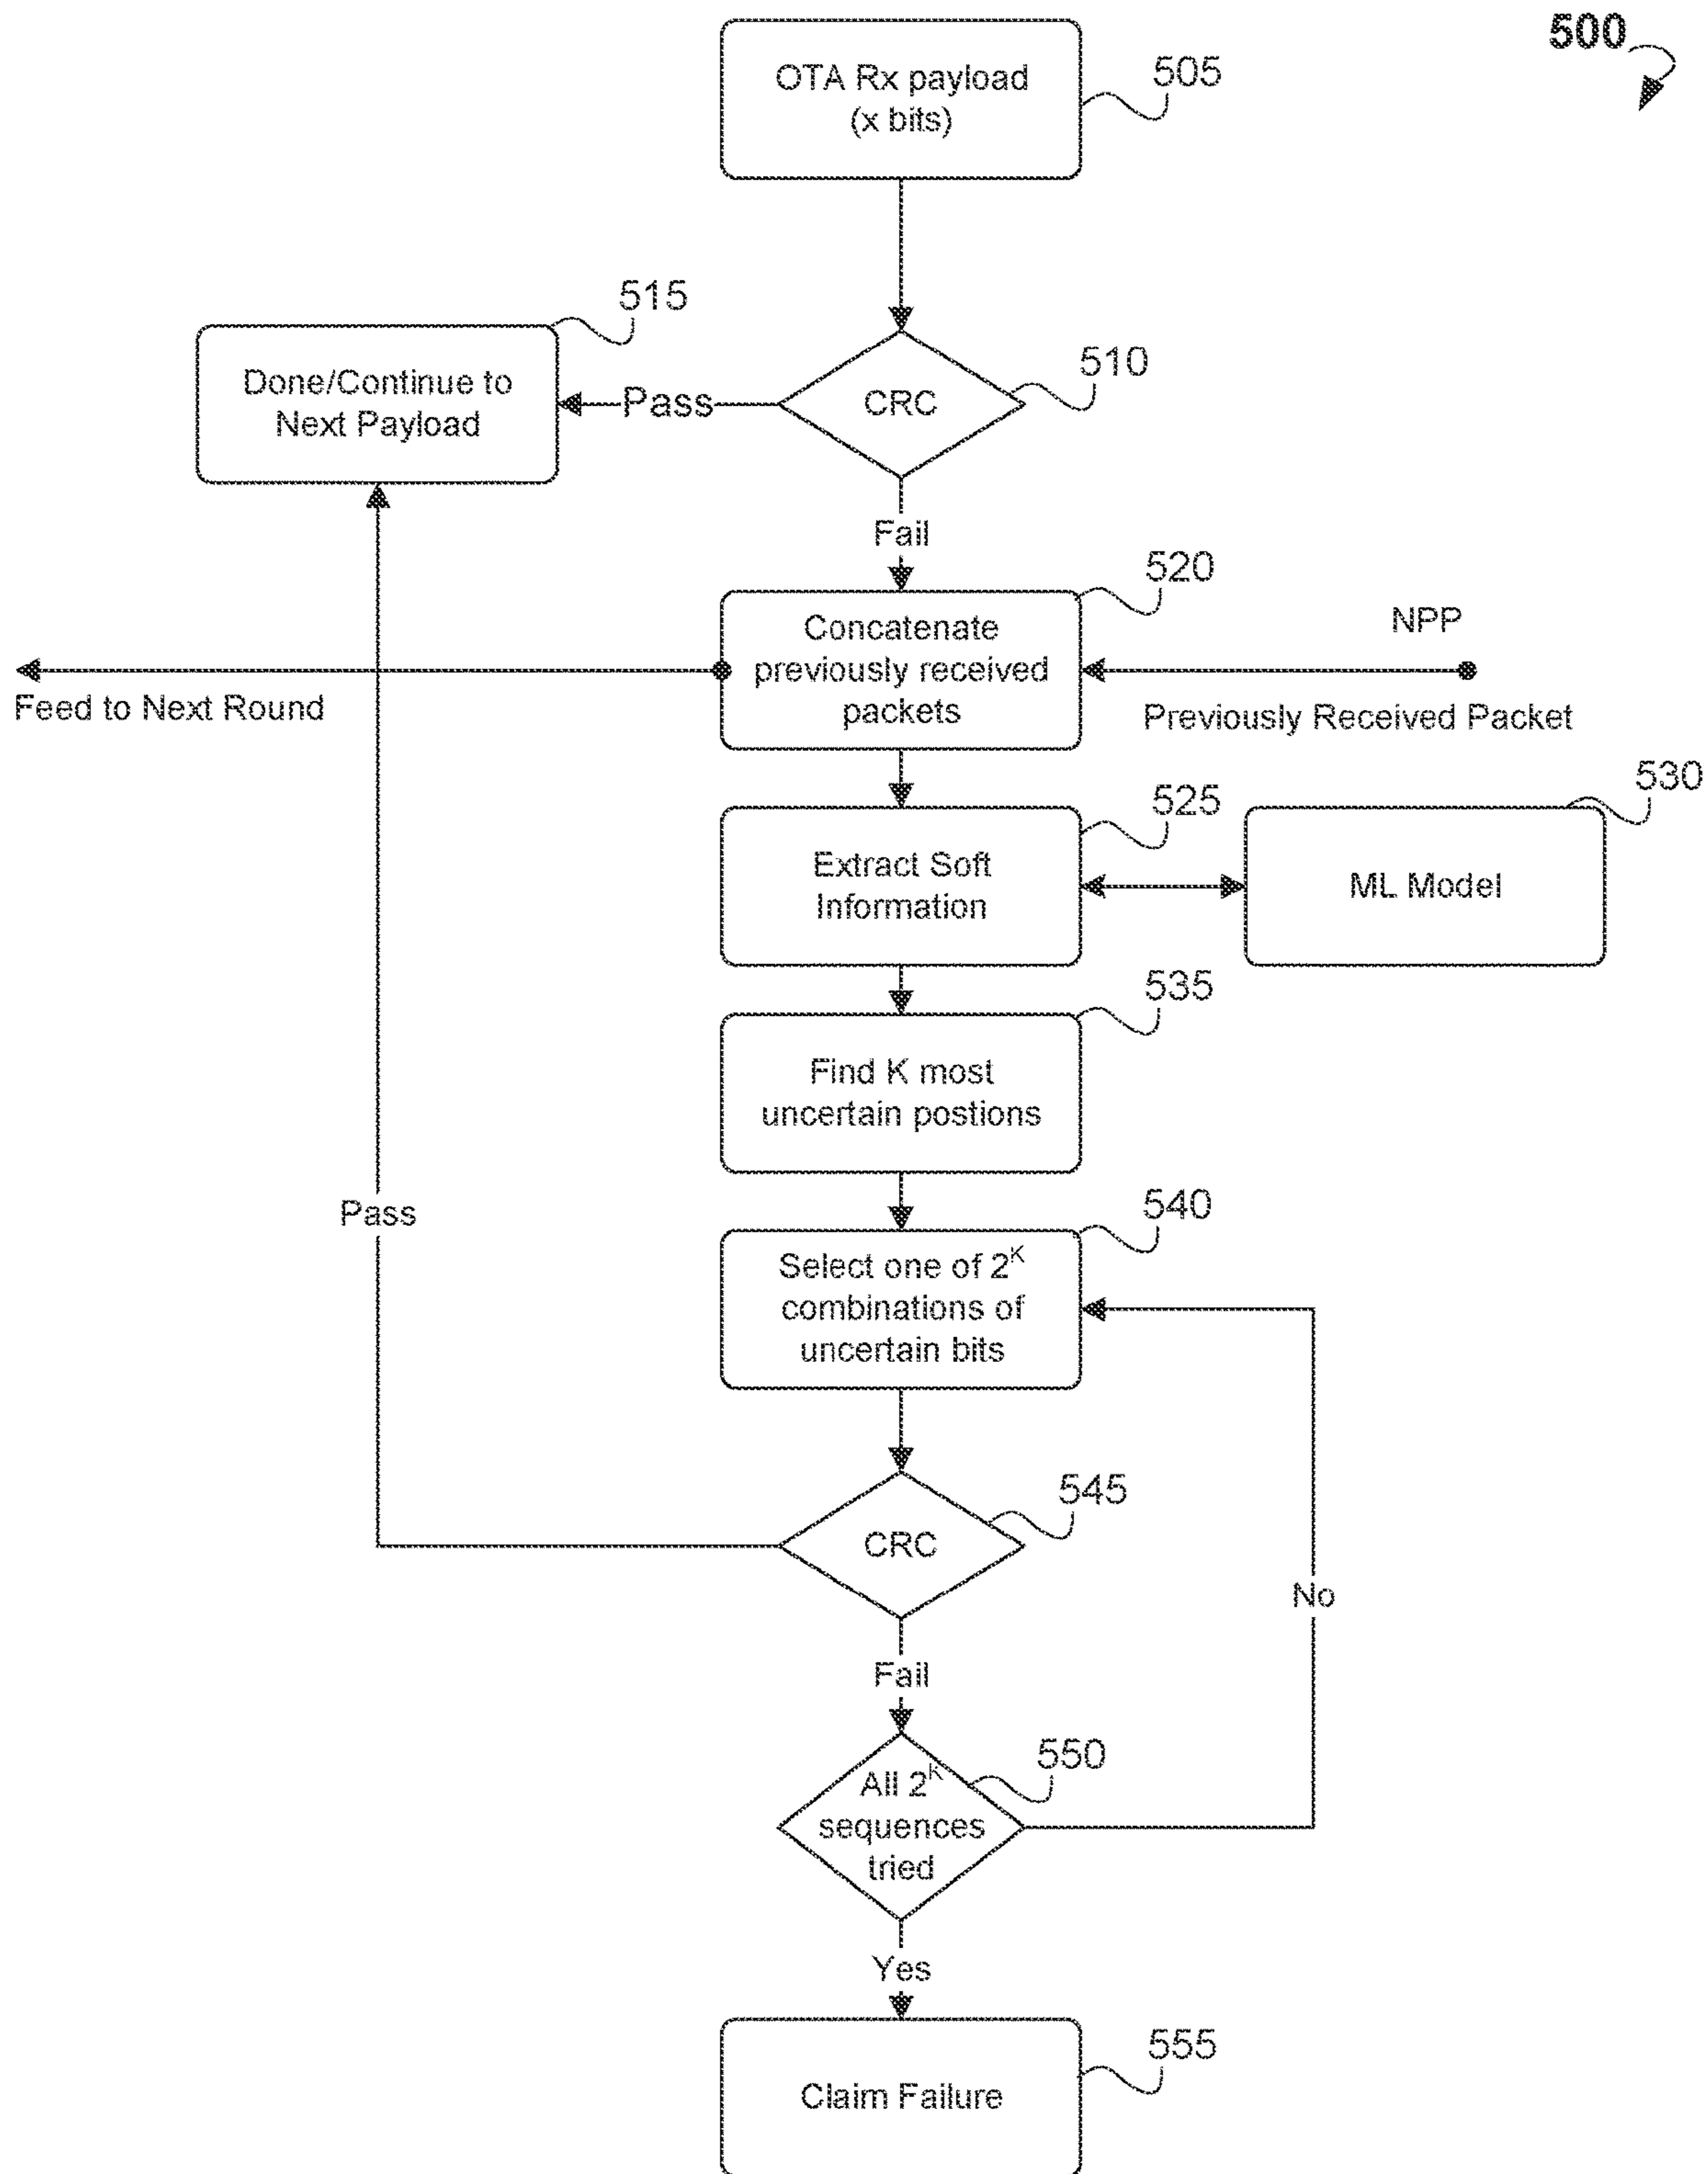 500
OTA Rx payload
(x bits)
505
515
Done/Continue to
Next Payload
Pass
CRC
510
Fail
520
Concatenate
previously received
packets
NPP
Previously Received Packet
Feed to Next Round
525
Extract Soft
Information
530
ML Model
535
Find K most
uncertain postions
Pass
540
Select one of 2^K
combinations of
uncertain bits
545
CRC
No
Fail
550
All 2^K
sequences
tried
Yes
555
Claim Failure